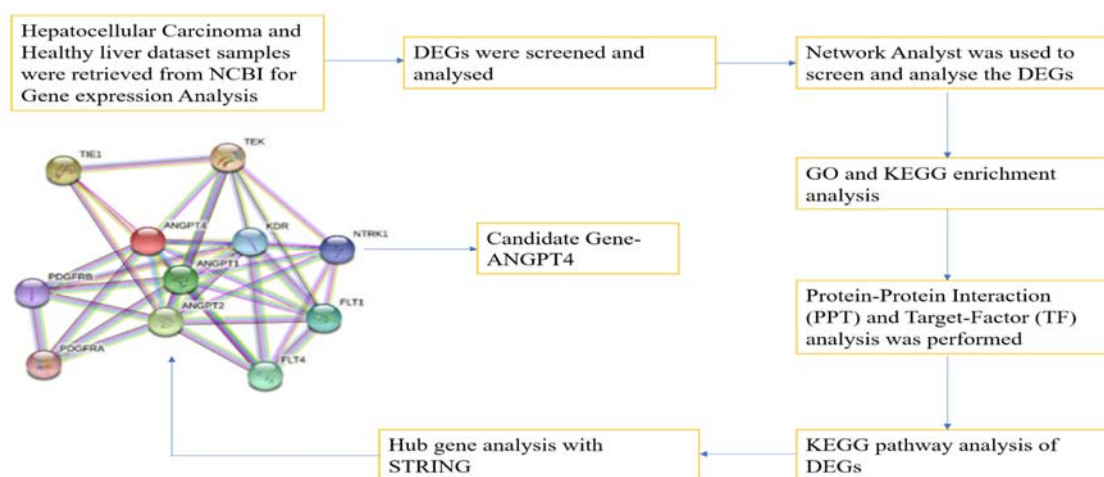 Hepatocellular Carcinoma and
Healthy liver dataset samples
were retrieved from NCBI for
Gene expression Analysis
DEGs were screened and
analysed
Network Analyst was used to
screen and analyse the DEGs
GO and KEGG enrichment
analysis
Protein-Protein Interaction
(PPT) and Target-Factor (TF)
analysis was performed
KEGG pathway analysis of
DEGs
Hub gene analysis with
STRING
TEK
TIE1
ANGPT4
KDR
NTRK1
ANGPT1
PDGFRB
ANGPT2
FLT1
PDGFRA
FLT4
Candidate Gene-
ANGPT4